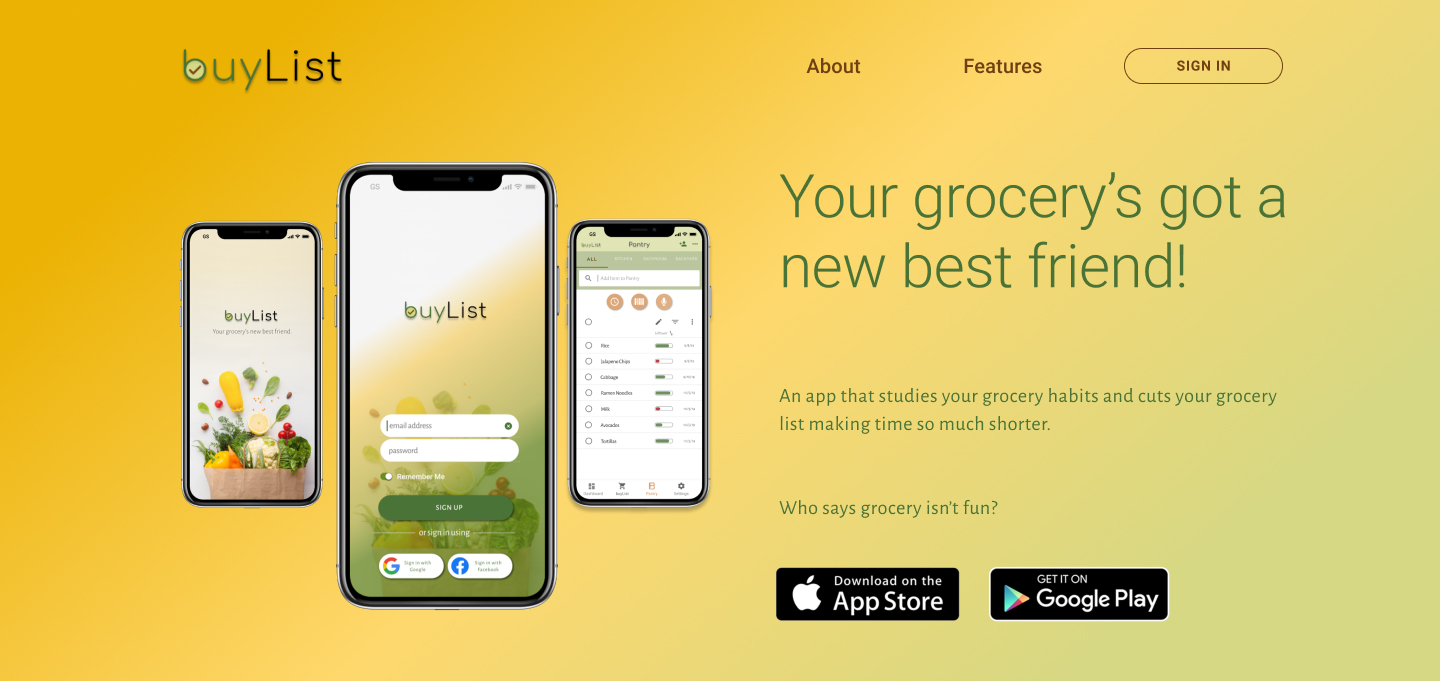 buyList
About
Features
SIGN IN
Your grocery's got a
new best friend!
An app that studies your grocery habits and cuts your grocery
list making time so much shorter.
Who says grocery isn't fun?
Download on the
App Store
GET IT ON
Google Play
GS
buyList
Your grocery's new best friend.
GS
buyList
email address
password
Remember Me
SIGN UP
or sign in using
Sign in with
Google
Sign in with
Facebook
GS
buyList
Pantry
ALL
Add Item to Pantry
Rice
Jalapeno Chips
Cabbage
Ramen Noodles
Milk
Avocados
Tortillas
Dashboard
buyList
Pantry
Settings